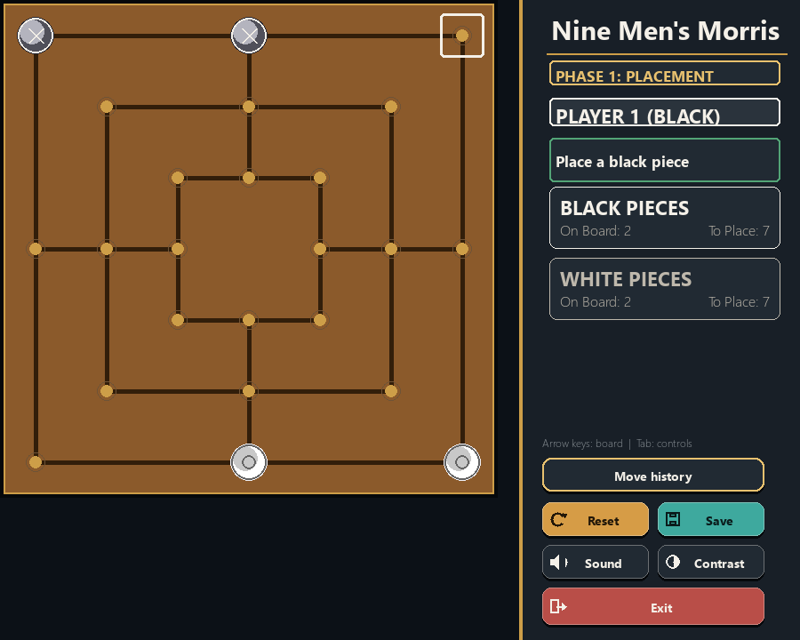 Nine Men's Morris
PHASE 1: PLACEMENT
PLAYER 1 (BLACK)
Place a black piece
BLACK PIECES
On Board: 2 To Place: 7
WHITE PIECES
On Board: 2 To Place: 7
Arrow keys: board | Tab: controls
Move history
Reset Save
Sound Contrast
Exit